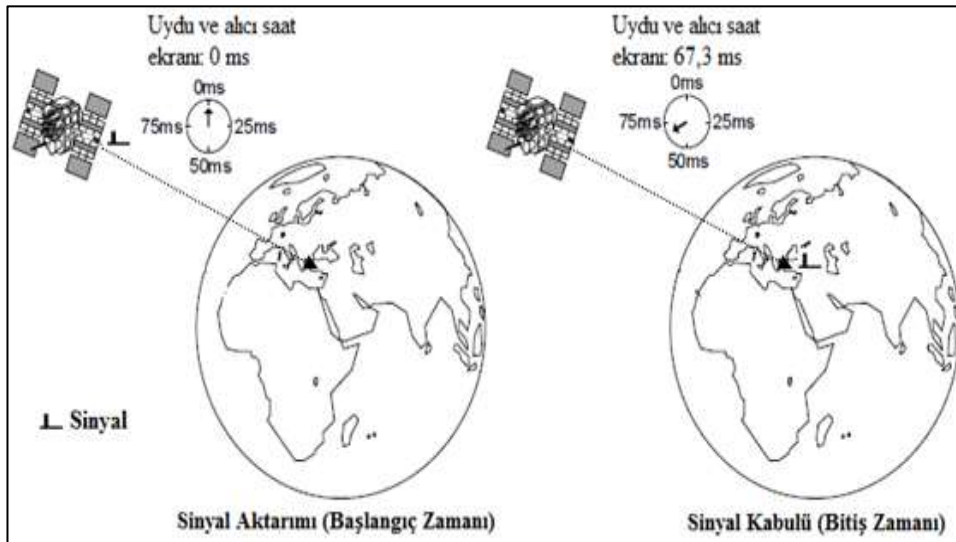 Uydu ve alıcı saat
ekranı: 0 ms
0ms
75ms
25ms
50ms
Sinyal
Sinyal Aktarımı (Başlangıç Zamanı)
Uydu ve alıcı saat
ekranı: 67,3 ms
0ms
75ms
25ms
50ms
Sinyal Kabulü (Bitiş Zamanı)